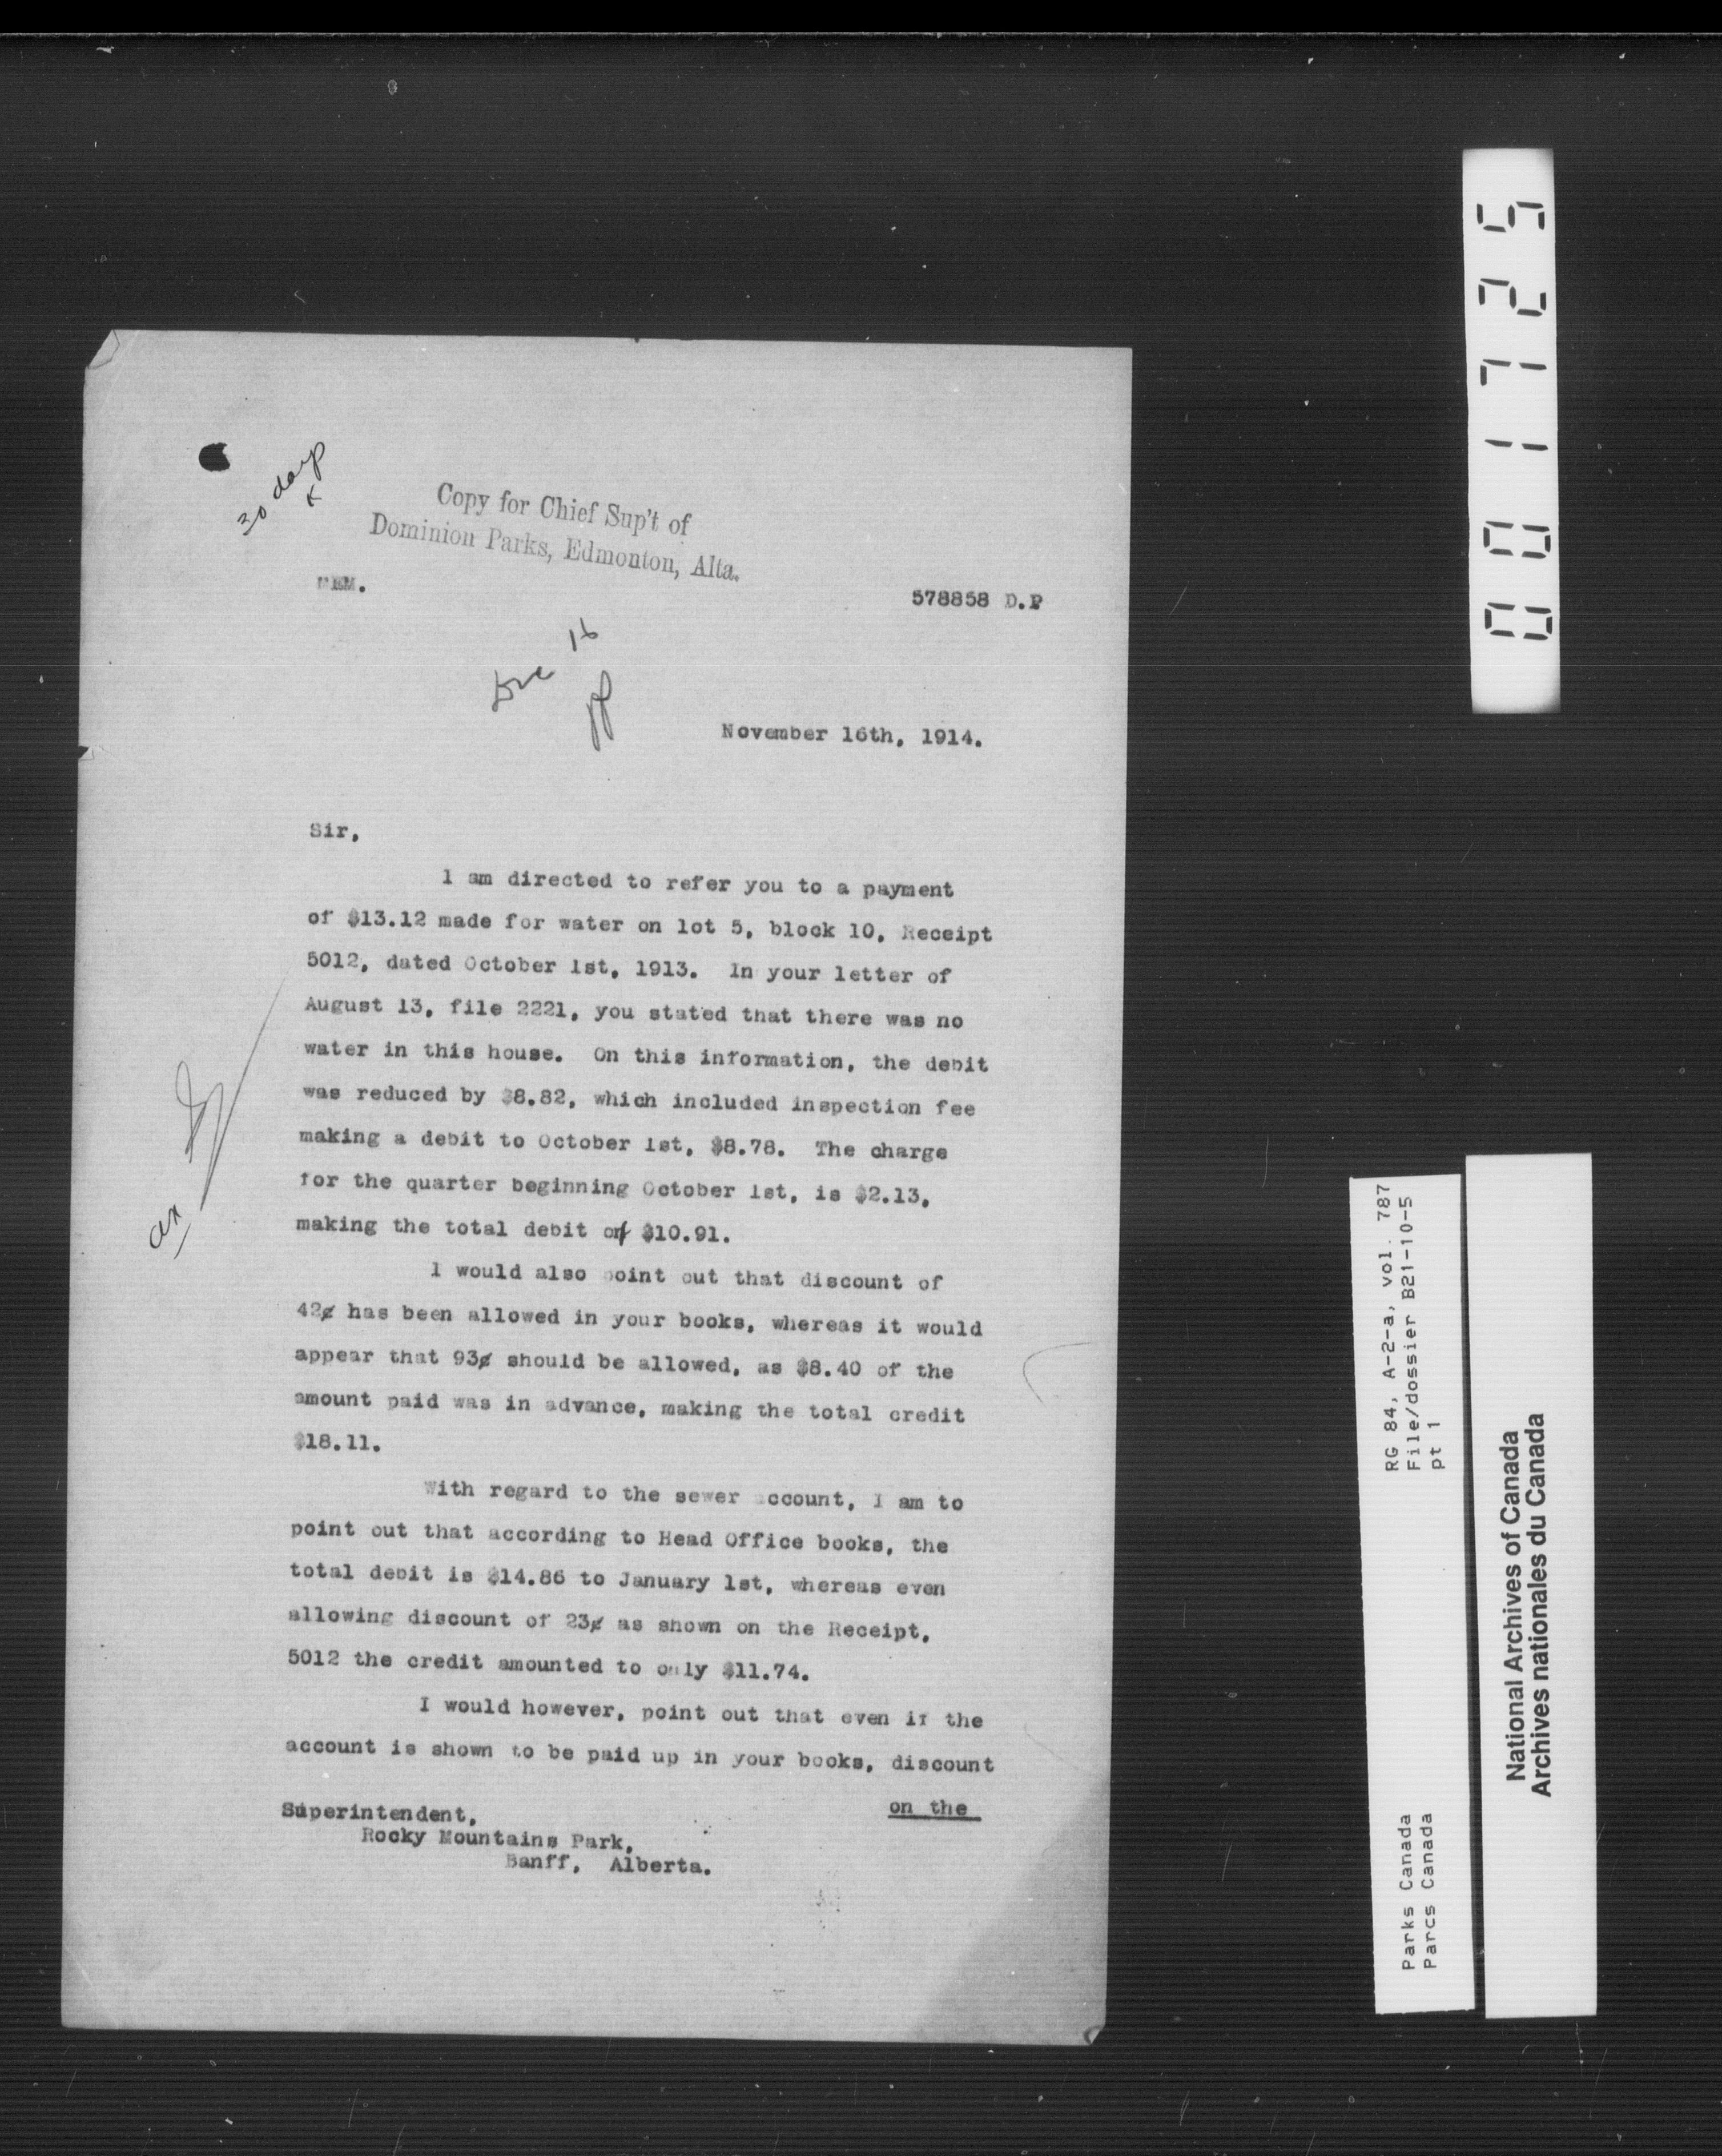 30 days
Copy for Chief Sup't of
Dominion Parks, Edmonton, Alta.
MEM.
578858 D.P
Dec 16
November 16th, 1914.
Sir,
I am directed to refer you to a payment
of $13.12 made for water on lot 5, block 10, Receipt
5012, dated October 1st, 1913. In your letter of
August 13, file 2221, you stated that there was no
water in this house. On this information, the debit
was reduced by $8.82, which included inspection fee
making a debit to October 1st, $8.78. The charge
for the quarter beginning October 1st, is $2.13,
making the total debit of $10.91.
I would also point out that discount of
42¢ has been allowed in your books, whereas it would
appear that 93¢ should be allowed, as $8.40 of the
amount paid was in advance, making the total credit
$18.11.
With regard to the sewer account, I am to
point out that according to Head Office books, the
total debit is $14.86 to January 1st, whereas even
allowing discount of 23¢ as shown on the Receipt,
5012 the credit amounted to only $11.74.
I would however, point out that even if the
account is shown to be paid up in your books, discount
on the
Superintendent,
Rocky Mountains Park,
Banff, Alberta.
001725
RG 84, A-2-a, vol. 787
File/dossier B21-10-5
pt 1
Parks Canada
Parcs Canada
National Archives of Canada
Archives nationales du Canada